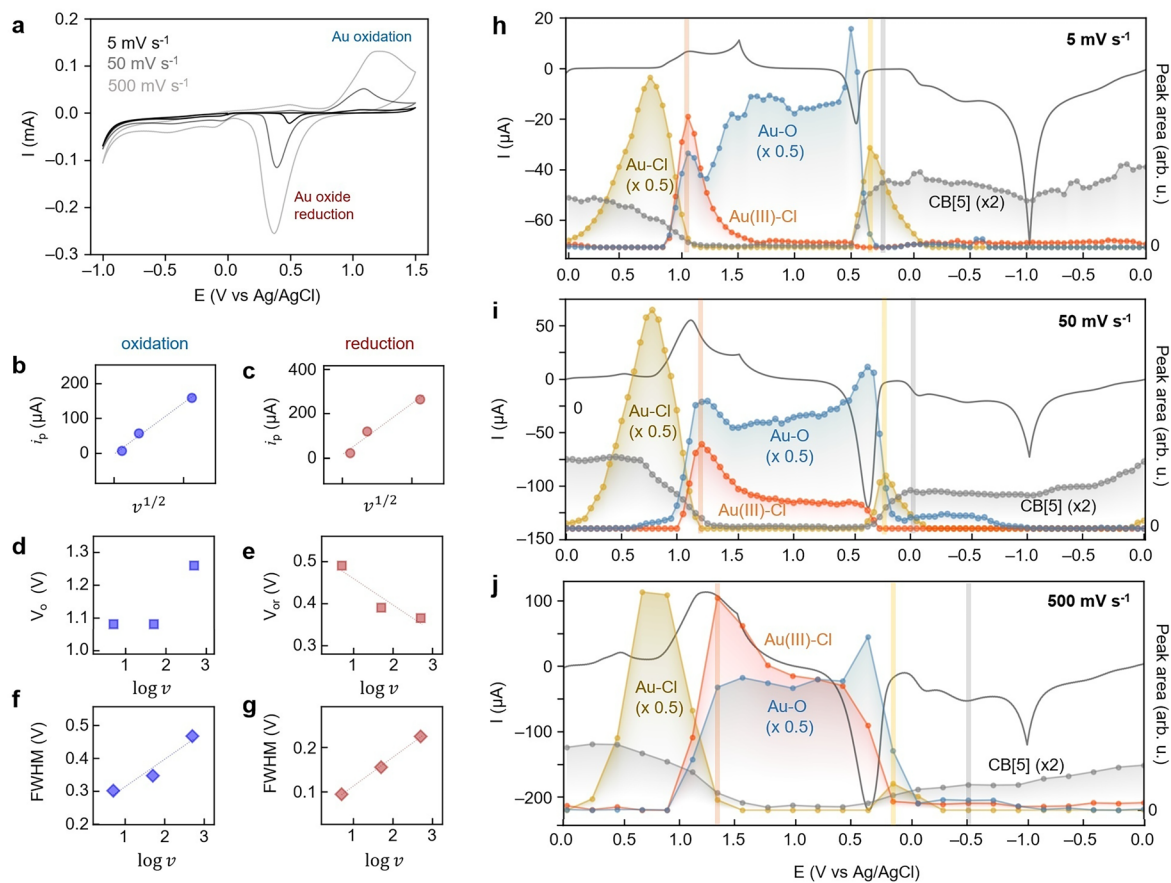 a
0.2
0.1
0.0
–0.1
–0.2
–0.3
I (mA)
5 mV s-1
50 mV s-1
500 mV s-1
Au oxidation
Au oxide
reduction
–1.0 –0.5 0.0 0.5 1.0 1.5
E (V vs Ag/AgCl)
b
oxidation
200
100
0
ip (μA)
v1/2
c
reduction
400
200
0
ip (μA)
v1/2
d
1.3
1.2
1.1
1.0
Vo (V)
1 2 3
log v
e
0.5
0.4
0.3
Vor (V)
1 2 3
log v
f
0.5
0.4
0.3
0.2
FWHM (V)
1 2 3
log v
g
0.2
0.1
FWHM (V)
1 2 3
log v
h
5 mV s-1
20
0
–20
–40
–60
I (μA)
Au-Cl
(x 0.5)
Au-O
(x 0.5)
Au(III)-Cl
CB[5] (x2)
Peak area (arb. u.)
0
0.0 0.5 1.0 1.5 1.0 0.5 0.0 –0.5 –1.0 –0.5 0.0
i
50 mV s-1
50
0
–50
–100
–150
I (μA)
0
Au-Cl
(x 0.5)
Au-O
(x 0.5)
Au(III)-Cl
CB[5] (x2)
Peak area (arb. u.)
0
0.0 0.5 1.0 1.5 1.0 0.5 0.0 –0.5 –1.0 –0.5 0.0
j
500 mV s-1
100
0
–100
–200
I (μA)
Au-Cl
(x 0.5)
Au(III)-Cl
Au-O
(x 0.5)
CB[5] (x2)
Peak area (arb. u.)
0
0.0 0.5 1.0 1.5 1.0 0.5 0.0 –0.5 –1.0 –0.5 0.0
E (V vs Ag/AgCl)